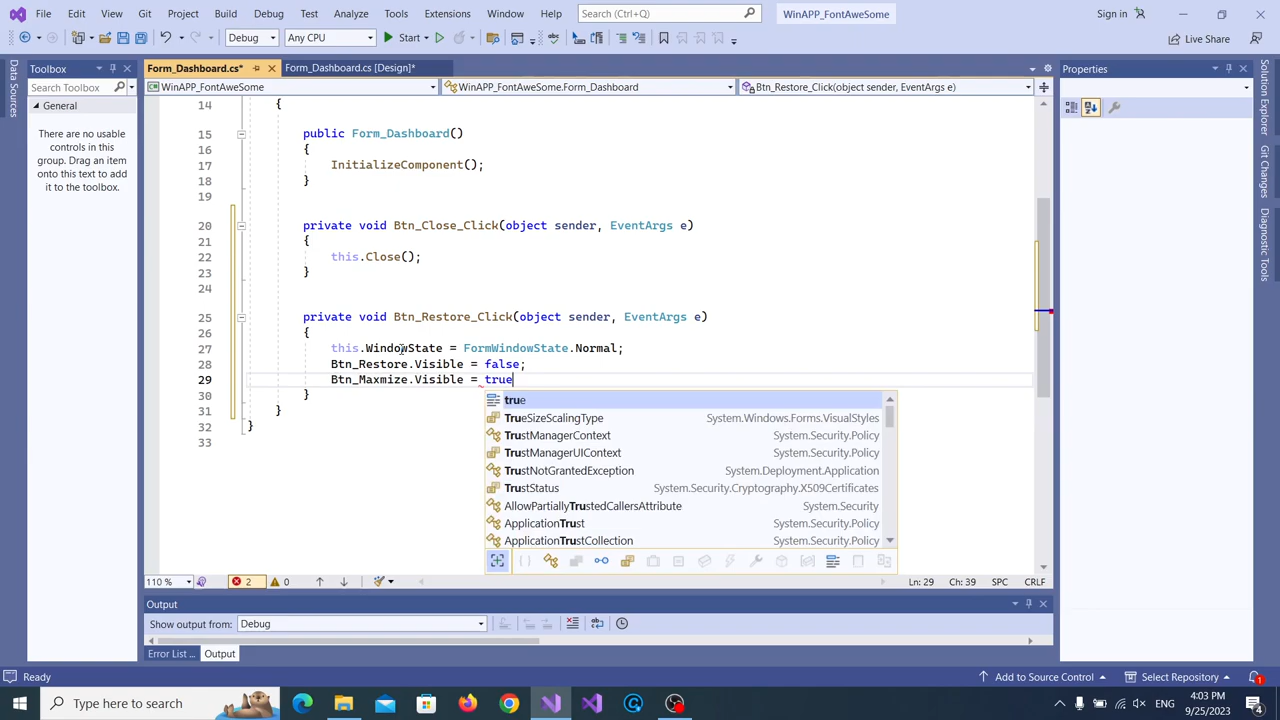 File Edit View Git Project Build Debug Test Analyze Tools Extensions Window Help Search (Ctrl+Q) WinAPP_FontAweSome Sign in
Debug Any CPU Start Live Share
Data Sources
Toolbox
Search Toolbox
General
There are no usable
controls in this
group. Drag an item
onto this text to add
it to the toolbox.
Form_Dashboard.cs* Form_Dashboard.cs [Design]*
WinAPP_FontAweSome WinAPP_FontAweSome.Form_Dashboard Btn_Restore_Click(object sender, EventArgs e)
14 {
15 public Form_Dashboard()
16 {
17 InitializeComponent();
18 }
19
20 private void Btn_Close_Click(object sender, EventArgs e)
21 {
22 this.Close();
23 }
24
25 private void Btn_Restore_Click(object sender, EventArgs e)
26 {
27 this.WindowState = FormWindowState.Normal;
28 Btn_Restore.Visible = false;
29 Btn_Maxmize.Visible = true
30 }
31 }
32 }
33
true
TrueSizeScalingType System.Windows.Forms.VisualStyles
TrustManagerContext System.Security.Policy
TrustManagerUIContext System.Security.Policy
TrustNotGrantedException System.Deployment.Application
TrustStatus System.Security.Cryptography.X509Certificates
AllowPartiallyTrustedCallersAttribute System.Security
ApplicationTrust System.Security.Policy
ApplicationTrustCollection System.Security.Policy
110 % 2 0 Ln: 29 Ch: 39 SPC CRLF
Output
Show output from: Debug
Error List ... Output
Properties
Solution Explorer
Git Changes
Diagnostic Tools
Ready Add to Source Control Select Repository 1
Type here to search ENG 4:03 PM
9/25/2023 4